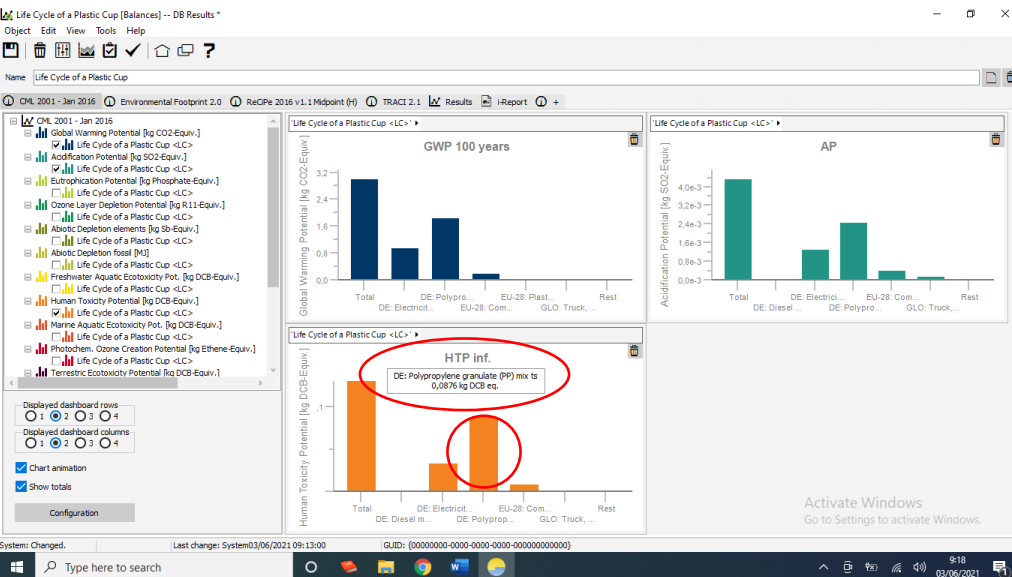 Life Cycle of a Plastic Cup [Balances] -- DB Results *
Object Edit View Tools Help
Name Life Cycle of a Plastic Cup
CML 2001 - Jan 2016 Environmental Footprint 2.0 ReCiPe 2016 v1.1 Midpoint (H) TRACI 2.1 Results i-Report +
CML 2001 - Jan 2016
Global Warming Potential [kg CO2-Equiv.]
Life Cycle of a Plastic Cup <LC>
Acidification Potential [kg SO2-Equiv.]
Life Cycle of a Plastic Cup <LC>
Eutrophication Potential [kg Phosphate-Equiv.]
Life Cycle of a Plastic Cup <LC>
Ozone Layer Depletion Potential [kg R11-Equiv.]
Life Cycle of a Plastic Cup <LC>
Abiotic Depletion elements [kg Sb-Equiv.]
Life Cycle of a Plastic Cup <LC>
Abiotic Depletion fossil [MJ]
Life Cycle of a Plastic Cup <LC>
Freshwater Aquatic Ecotoxicity Pot. [kg DCB-Equiv.]
Life Cycle of a Plastic Cup <LC>
Human Toxicity Potential [kg DCB-Equiv.]
Life Cycle of a Plastic Cup <LC>
Marine Aquatic Ecotoxicity Pot. [kg DCB-Equiv.]
Life Cycle of a Plastic Cup <LC>
Photochem. Ozone Creation Potential [kg Ethene-Equiv.]
Life Cycle of a Plastic Cup <LC>
Terrestric Ecotoxicity Potential [kg DCB-Equiv.]
Displayed dashboard rows
1 2 3 4
Displayed dashboard columns
1 2 3 4
Chart animation
Show totals
Configuration
'Life Cycle of a Plastic Cup <LC>'
GWP 100 years
Global Warming Potential [kg CO2-Equiv.]
3,2
2,4
1,6
0,8
0,0
Total DE: Polypro... EU-28: Plast... Rest
DE: Electricit... EU-28: Com... GLO: Truck, ...
'Life Cycle of a Plastic Cup <LC>'
AP
Acidification Potential [kg SO2-Equiv.]
4,0e-3
3,2e-3
2,4e-3
1,6e-3
0,8e-3
0,0e-3
Total DE: Electrici... EU-28: Com... Rest
DE: Diesel ... DE: Polypro... GLO: Truck,...
'Life Cycle of a Plastic Cup <LC>'
HTP inf.
DE: Polypropylene granulate (PP) mix ts
0,0876 kg DCB eq.
Human Toxicity Potential [kg DCB-Equiv.]
,1
Total DE: Electricit... EU-28: Com... Rest
DE: Diesel m... DE: Polyprop... GLO: Truck, ...
Activate Windows
Go to Settings to activate Windows.
System: Changed. Last change: System03/06/2021 09:13:00 GUID: {00000000-0000-0000-0000-000000000000}
Type here to search
9:18
03/06/2021